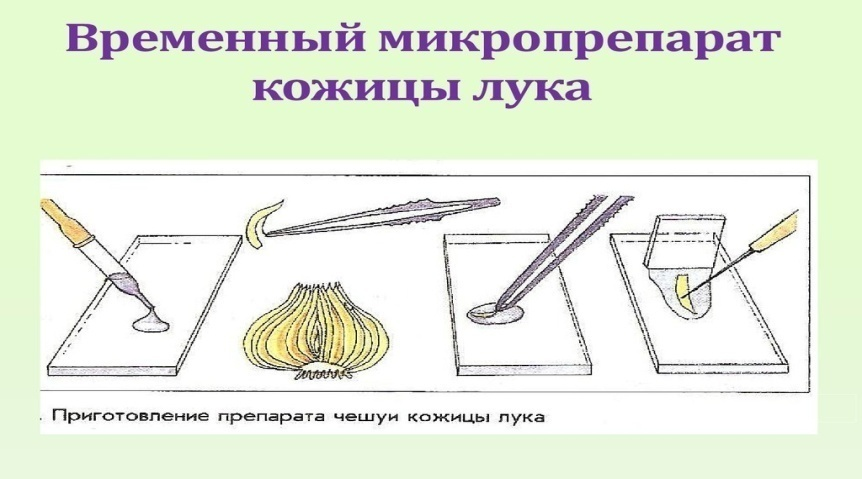 Временный микропрепарат
кожицы лука
. Приготовление препарата чешуи кожицы лука